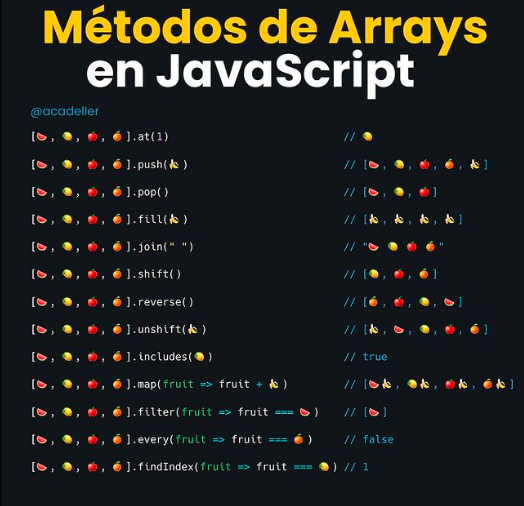 Métodos de Arrays
en JavaScript
@acadeller
[🍉, 🍋, 🍎, 🍊].at(1) // 🍋
[🍉, 🍋, 🍎, 🍊].push(🍌) // [🍉, 🍋, 🍎, 🍊, 🍌]
[🍉, 🍋, 🍎, 🍊].pop() // [🍉, 🍋, 🍎]
[🍉, 🍋, 🍎, 🍊].fill(🍌) // [🍌, 🍌, 🍌, 🍌]
[🍉, 🍋, 🍎, 🍊].join(" ") // "🍉 🍋 🍎 🍊"
[🍉, 🍋, 🍎, 🍊].shift() // [🍋, 🍎, 🍊]
[🍉, 🍋, 🍎, 🍊].reverse() // [🍊, 🍎, 🍋, 🍉]
[🍉, 🍋, 🍎, 🍊].unshift(🍌) // [🍌, 🍉, 🍋, 🍎, 🍊]
[🍉, 🍋, 🍎, 🍊].includes(🍋) // true
[🍉, 🍋, 🍎, 🍊].map(fruit => fruit + 🍌) // [🍉🍌, 🍋🍌, 🍎🍌, 🍊🍌]
[🍉, 🍋, 🍎, 🍊].filter(fruit => fruit === 🍉) // [🍉]
[🍉, 🍋, 🍎, 🍊].every(fruit => fruit === 🍊) // false
[🍉, 🍋, 🍎, 🍊].findIndex(fruit => fruit === 🍋) // 1